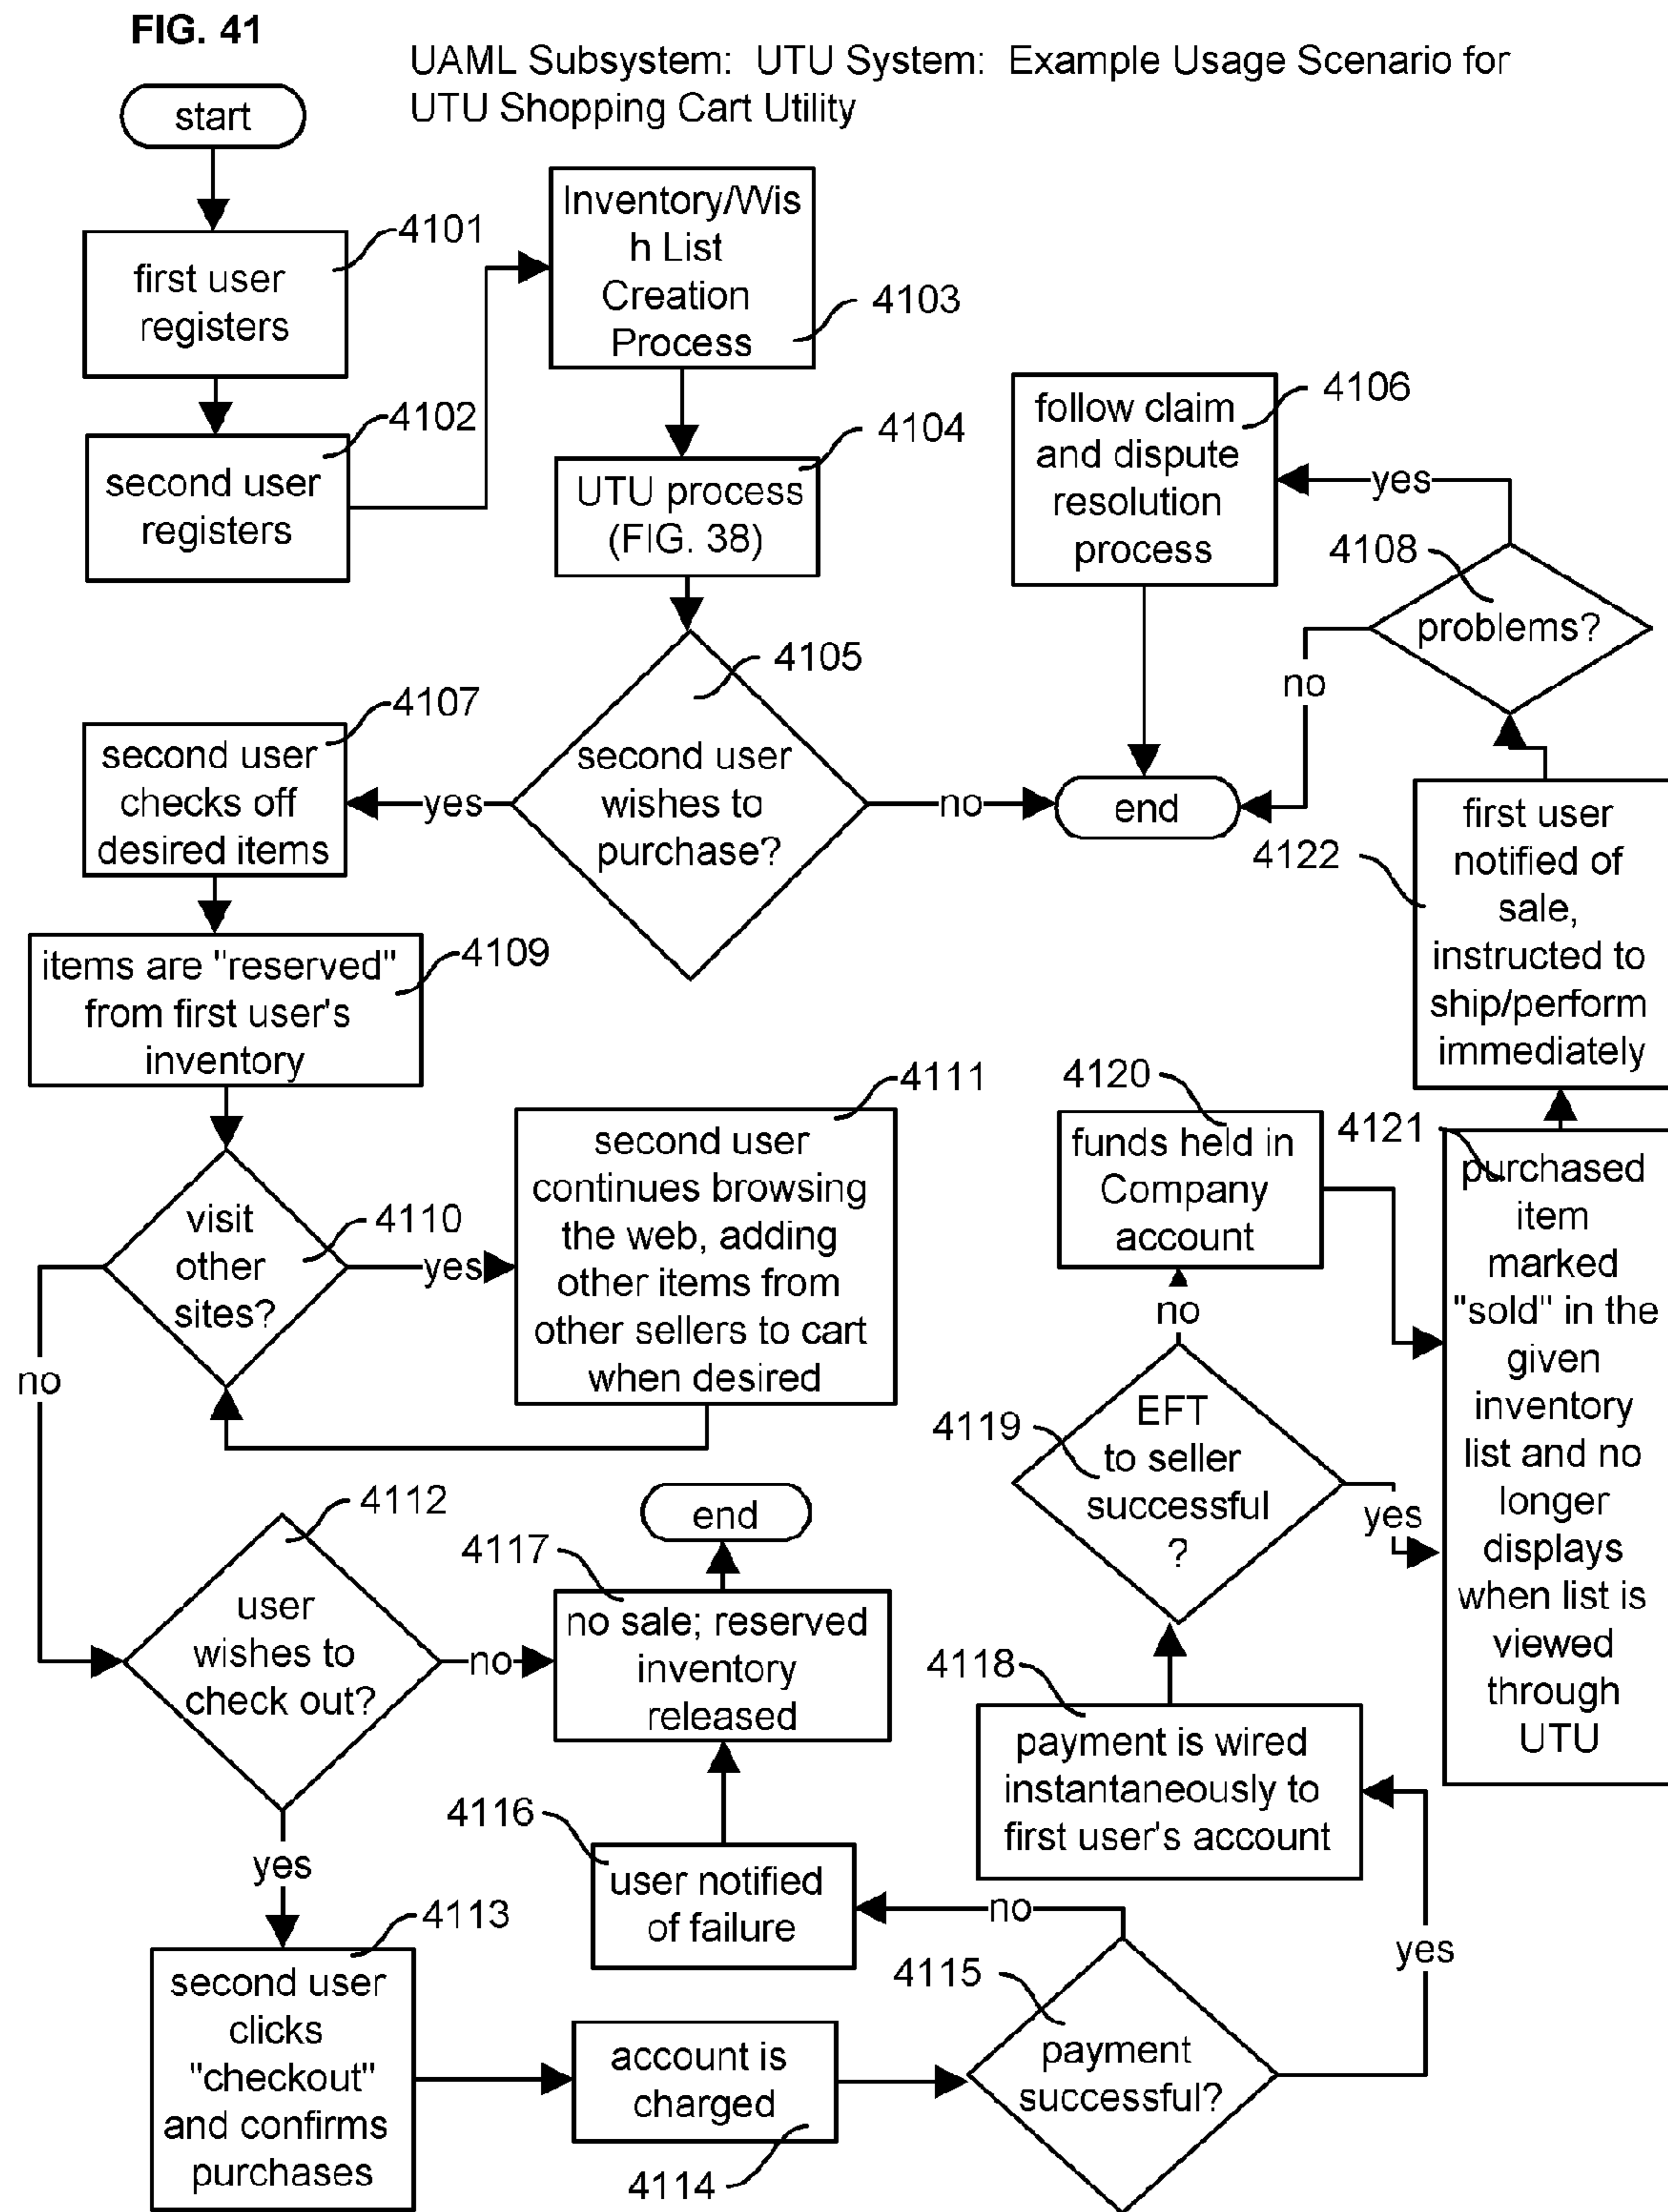 FIG. 41
UAML Subsystem: UTU System: Example Usage Scenario for
UTU Shopping Cart Utility
start
4101
first user
registers
4102
second user
registers
Inventory/Wis
h List
Creation
Process
4103
4104
UTU process
(FIG. 38)
4105
second user
wishes to
purchase?
yes
no
end
4106
follow claim
and dispute
resolution
process
yes
4108
problems?
no
4107
second user
checks off
desired items
4109
items are "reserved"
from first user's
inventory
4110
visit
other
sites?
yes
no
4111
second user
continues browsing
the web, adding
other items from
other sellers to cart
when desired
4112
user
wishes to
check out?
no
yes
4113
second user
clicks
"checkout"
and confirms
purchases
account is
charged
4114
4115
payment
successful?
no
yes
4116
user notified
of failure
4117
no sale; reserved
inventory
released
end
4118
payment is wired
instantaneously to
first user's account
4119
EFT
to seller
successful
?
no
yes
4120
funds held in
Company
account
4121
purchased
item
marked
"sold" in the
given
inventory
list and no
longer
displays
when list is
viewed
through
UTU
4122
first user
notified of
sale,
instructed to
ship/perform
immediately